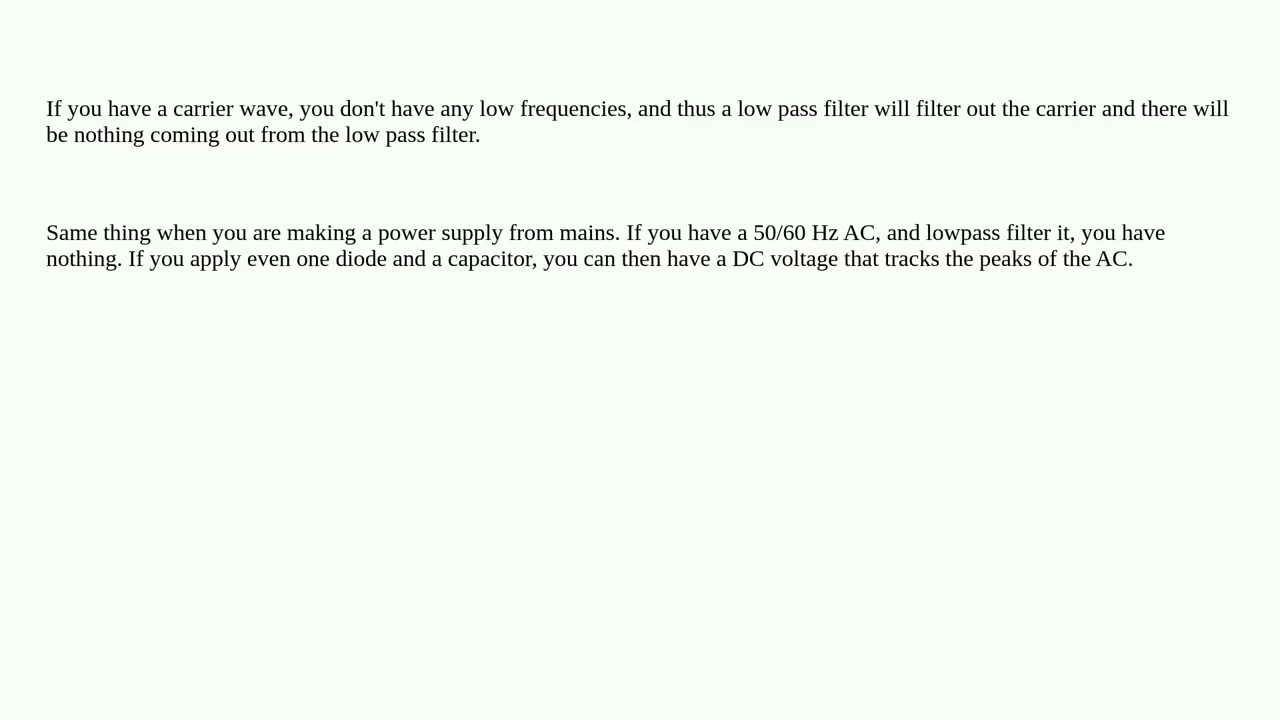 If you have a carrier wave, you don't have any low frequencies, and thus a low pass filter will filter out the carrier and there will
be nothing coming out from the low pass filter.
Same thing when you are making a power supply from mains. If you have a 50/60 Hz AC, and lowpass filter it, you have
nothing. If you apply even one diode and a capacitor, you can then have a DC voltage that tracks the peaks of the AC.